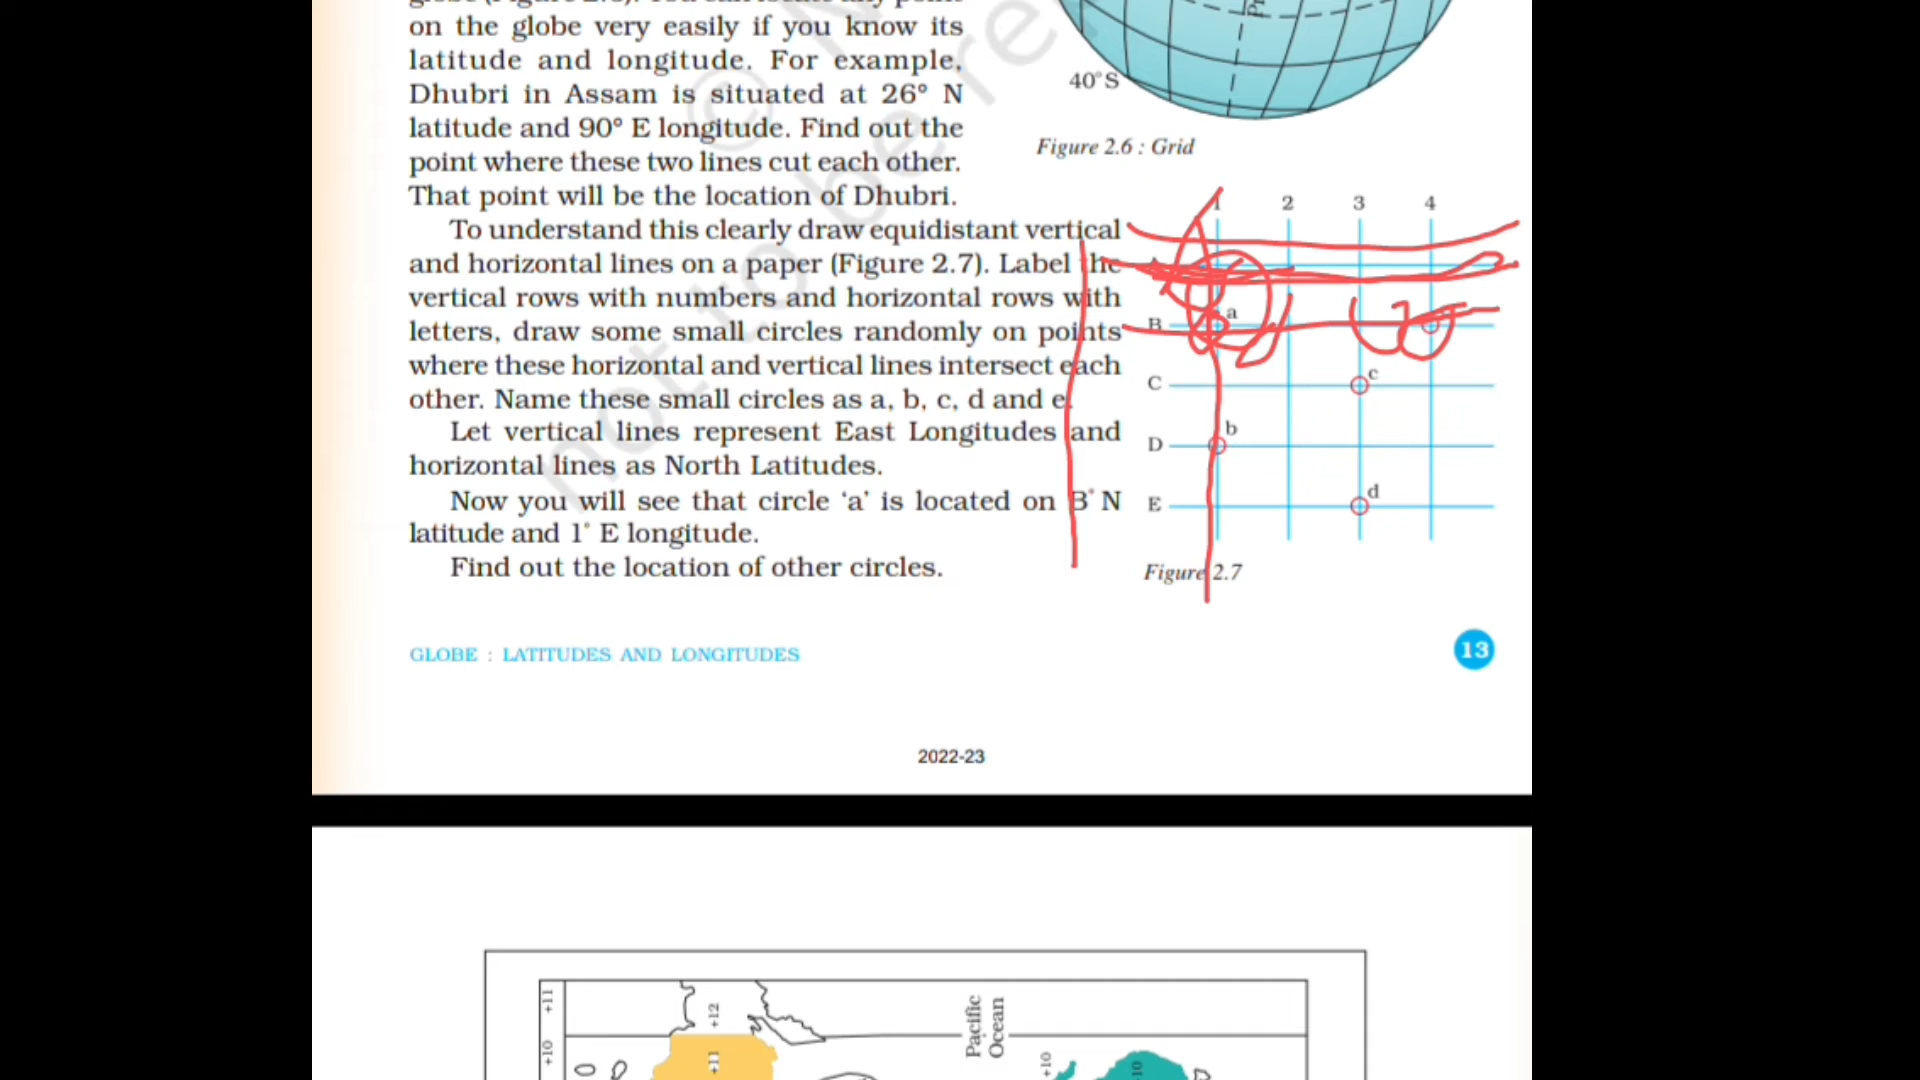 on the globe very easily if you know its
latitude and longitude. For example,
Dhubri in Assam is situated at 26° N
latitude and 90° E longitude. Find out the
point where these two lines cut each other.
That point will be the location of Dhubri.
To understand this clearly draw equidistant vertical
and horizontal lines on a paper (Figure 2.7). Label the
vertical rows with numbers and horizontal rows with
letters, draw some small circles randomly on points
where these horizontal and vertical lines intersect each
other. Name these small circles as a, b, c, d and e.
Let vertical lines represent East Longitudes and
horizontal lines as North Latitudes.
Now you will see that circle ‘a’ is located on B° N
latitude and 1° E longitude.
Find out the location of other circles.
40°S
Figure 2.6 : Grid
1 2 3 4
B a
C c
D b
E d
Figure 2.7
GLOBE : LATITUDES AND LONGITUDES
13
2022-23
+11
+12
Pacific
Ocean
+10
+11
+10
10